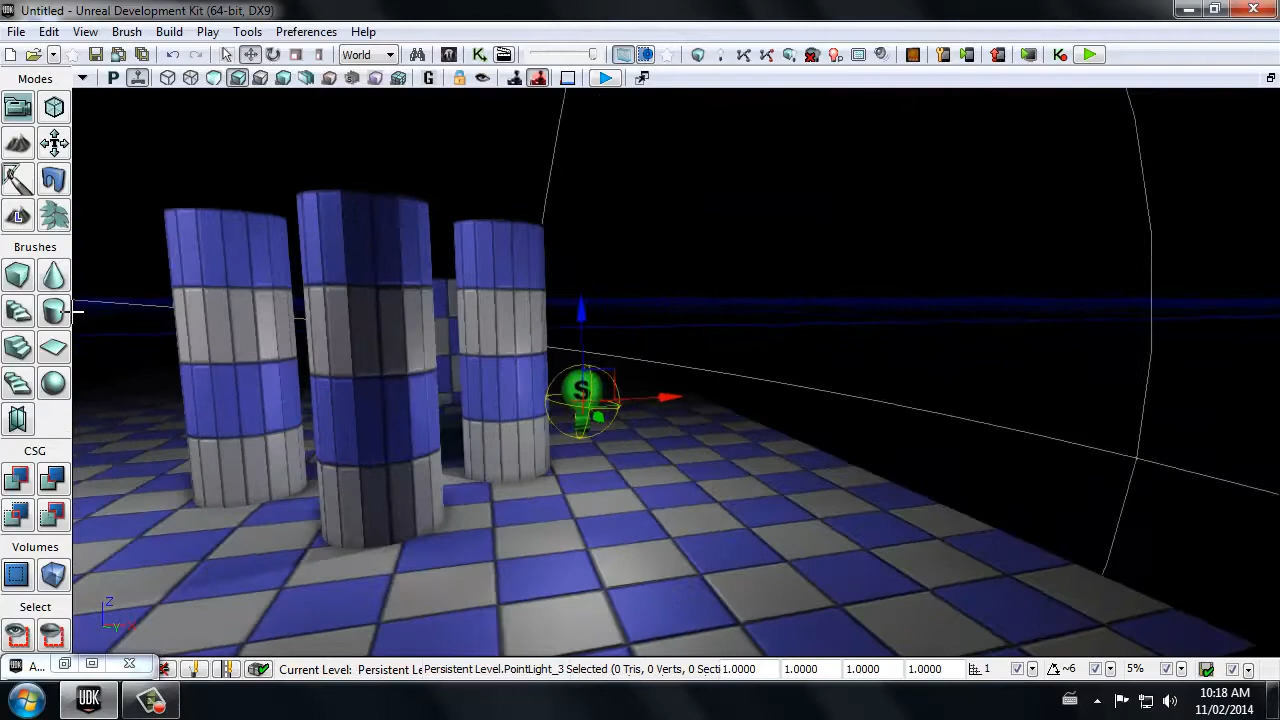 Untitled - Unreal Development Kit (64-bit, DX9)
File Edit View Brush Build Play Tools Preferences Help
World
Modes
P
G
L
Brushes
CSG
Volumes
Select
S
Z
Y
A...
Current Level: Persistent Le
Persistent Level.PointLight_3 Selected (0 Tris, 0 Verts, 0 Secti
1.0000
1.0000
1.0000
1.0000
1
~6
5%
UDK
10:18 AM
11/02/2014